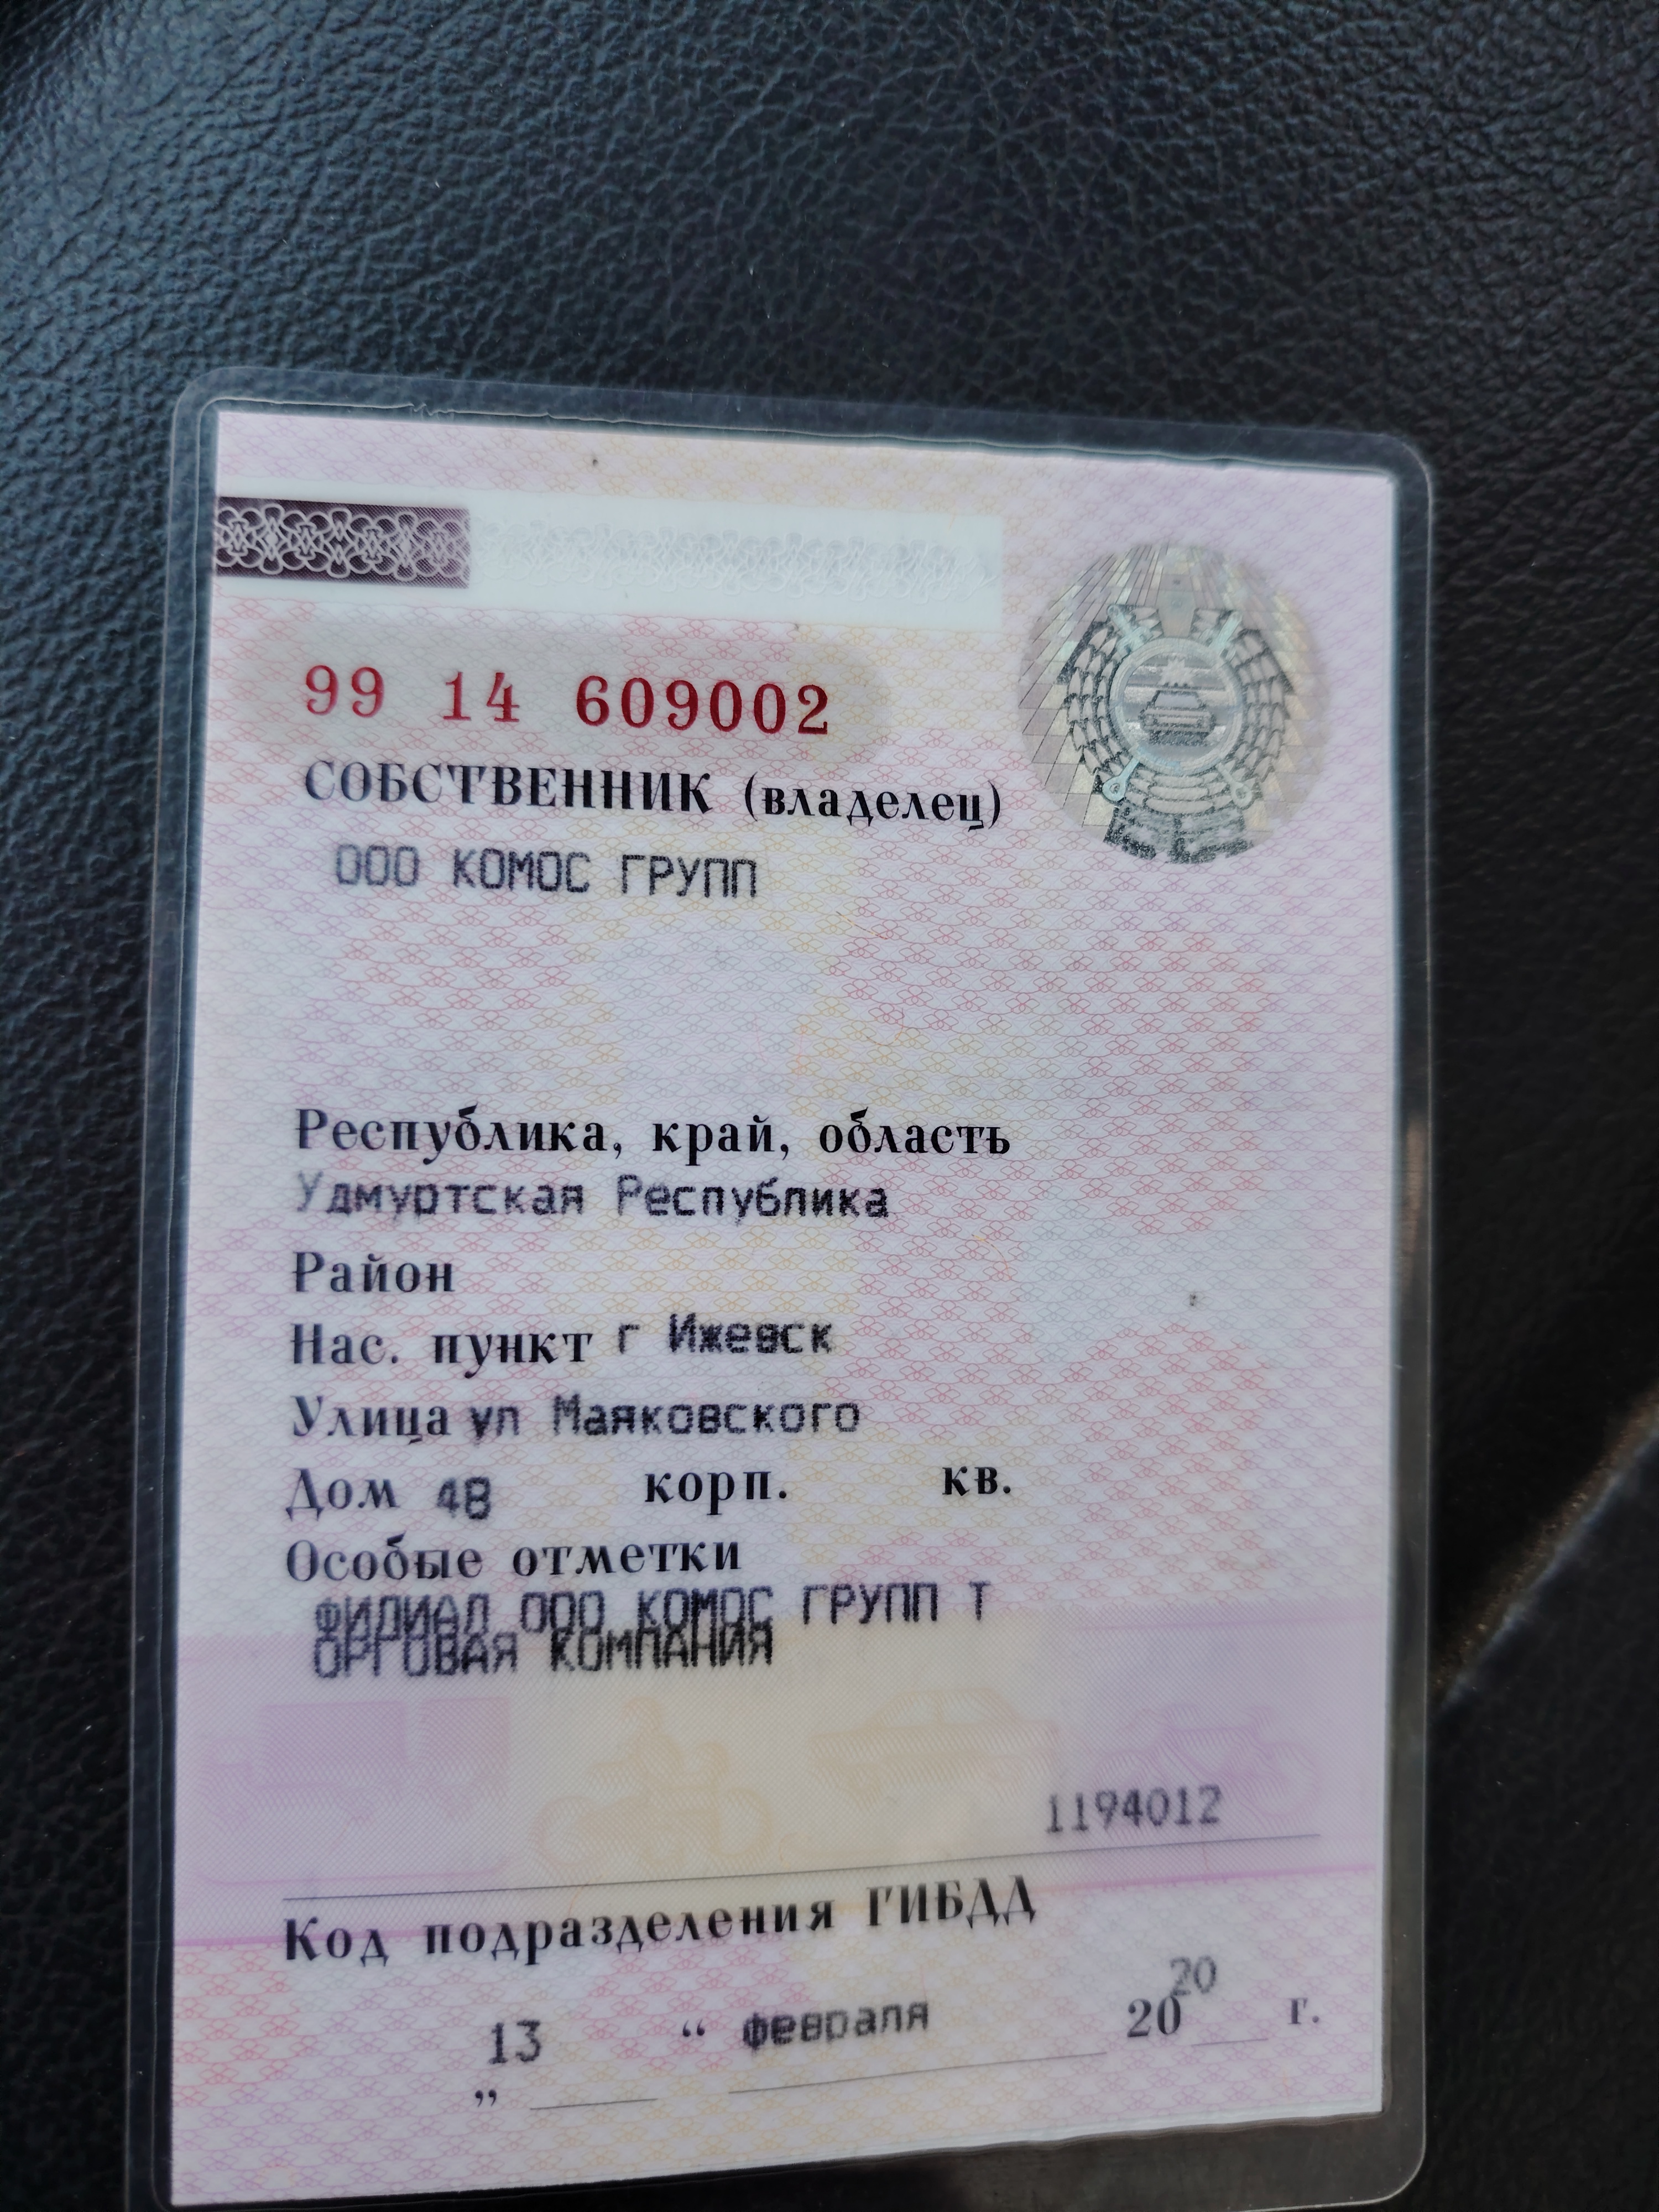 99 14 609002
СОБСТВЕННИК (владелец)
ООО КОМОС ГРУПП
Республика, край, область
Удмуртская Республика
Район
Нас. пункт г Ижевск
Улица ул Маяковского
Дом 48 корп. кв.
Особые отметки
ФИЛИАЛ ООО КОМОС ГРУПП Т
ОРГОВАЯ КОМПАНИЯ
1194012
Код подразделения ГИБДД
„ 13 “ февраля 2020 г.